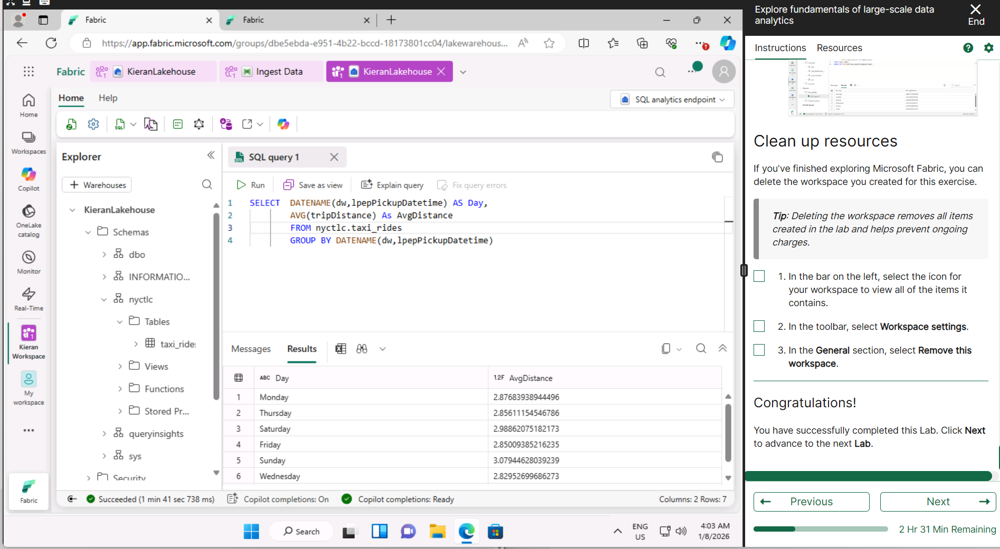 Fabric
Fabric
https://app.fabric.microsoft.com/groups/dbe5ebda-e951-4b22-bccd-18173801cc04/lakewarehous...
Fabric
KieranLakehouse
Ingest Data
KieranLakehouse
Home
Help
SQL analytics endpoint
Home
Workspaces
Copilot
OneLake
catalog
Monitor
Real-Time
Kieran
Workspace
My
workspace
Fabric
Explorer
Warehouses
KieranLakehouse
Schemas
dbo
INFORMATIO...
nyctlc
Tables
taxi_rides
Views
Functions
Stored Pr...
queryinsights
sys
Security
SQL query 1
Run
Save as view
Explain query
Fix query errors
1 SELECT DATENAME(dw,lpepPickupDatetime) AS Day,
2 AVG(tripDistance) As AvgDistance
3 FROM nyctlc.taxi_rides
4 GROUP BY DATENAME(dw,lpepPickupDatetime)
Messages
Results
ABC Day 1.2F AvgDistance
1 Monday 2.87683938944496
2 Thursday 2.85611154546786
3 Saturday 2.98862075182173
4 Friday 2.85009385216235
5 Sunday 3.07944628039239
6 Wednesday 2.82952699686273
Succeeded (1 min 41 sec 738 ms)
Copilot completions: On
Copilot completions: Ready
Columns: 2 Rows: 7
Search
ENG
US
4:03 AM
1/8/2026
Explore fundamentals of large-scale data
analytics
End
Instructions
Resources
Clean up resources
If you've finished exploring Microsoft Fabric, you can
delete the workspace you created for this exercise.
Tip: Deleting the workspace removes all items
created in the lab and helps prevent ongoing
charges.
1. In the bar on the left, select the icon for
your workspace to view all of the items it
contains.
2. In the toolbar, select Workspace settings.
3. In the General section, select Remove this
workspace.
Congratulations!
You have successfully completed this Lab. Click Next
to advance to the next Lab.
Previous
Next
2 Hr 31 Min Remaining